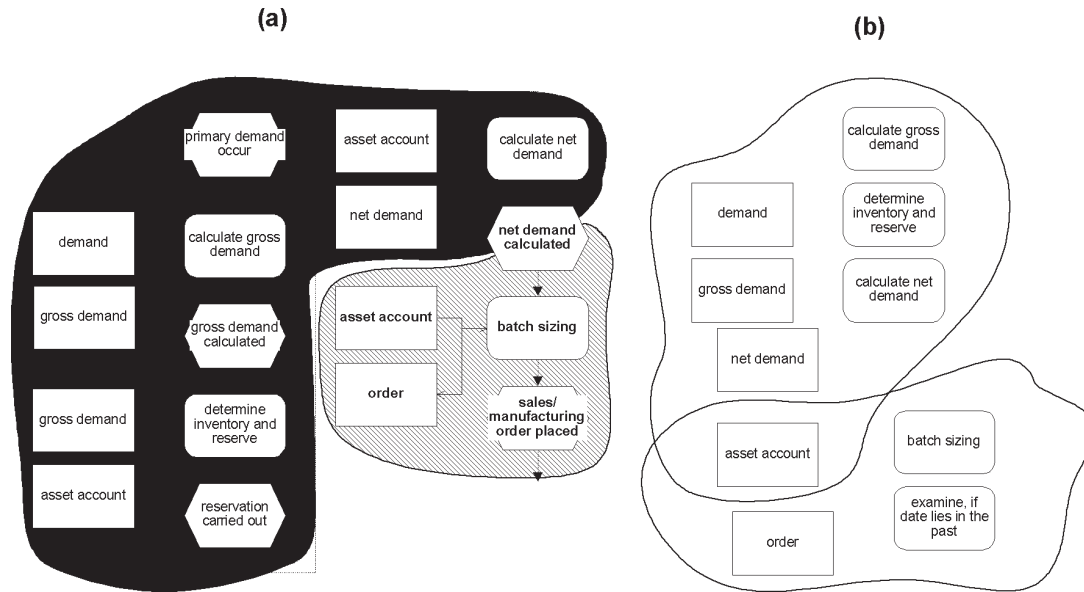 (a)
primary demand
occur
asset account
calculate net
demand
net demand
net demand
calculated
demand
calculate gross
demand
gross demand
gross demand
calculated
asset account
batch sizing
order
sales/
manufacturing
order placed
gross demand
determine
inventory and
reserve
asset account
reservation
carried out
(b)
calculate gross
demand
demand
determine
inventory and
reserve
gross demand
calculate net
demand
net demand
asset account
batch sizing
order
examine, if
date lies in the
past